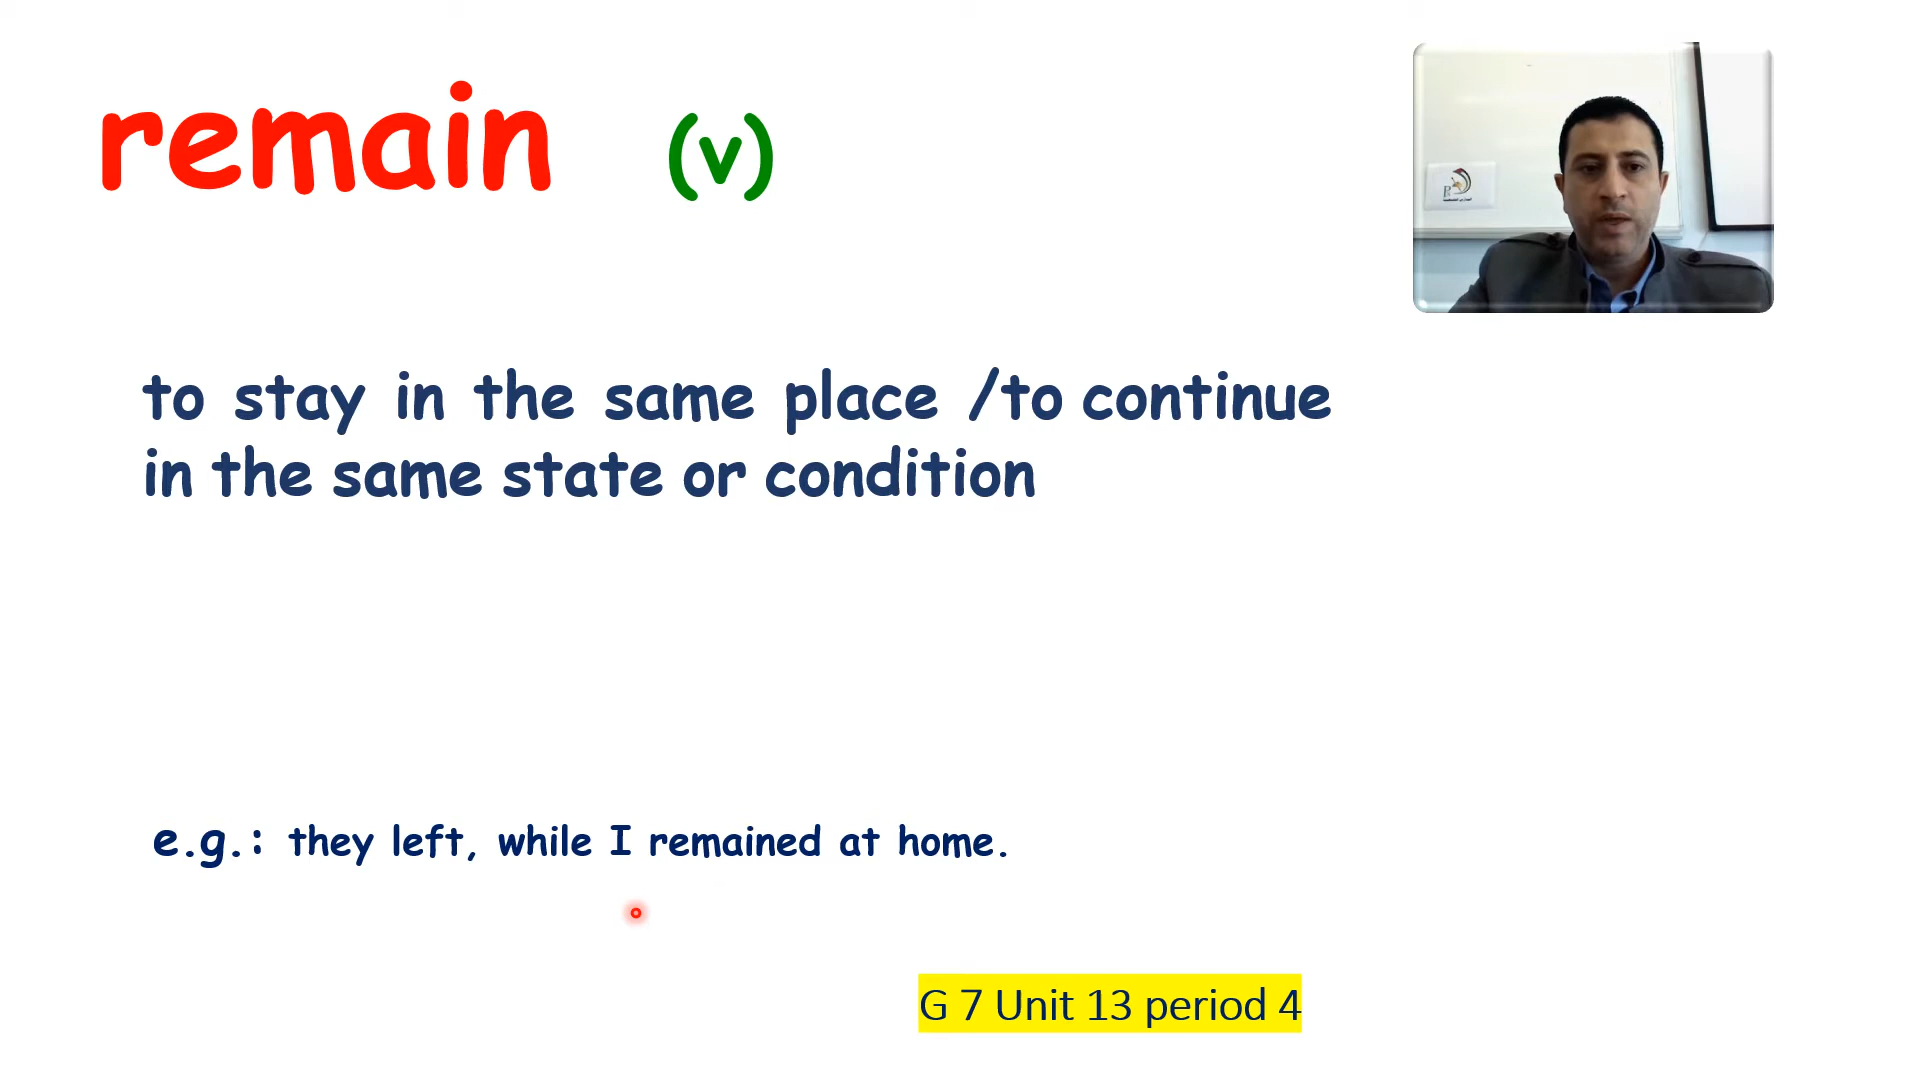 remain (v)
to stay in the same place /to continue
in the same state or condition
e.g.: they left, while I remained at home.
G 7 Unit 13 period 4